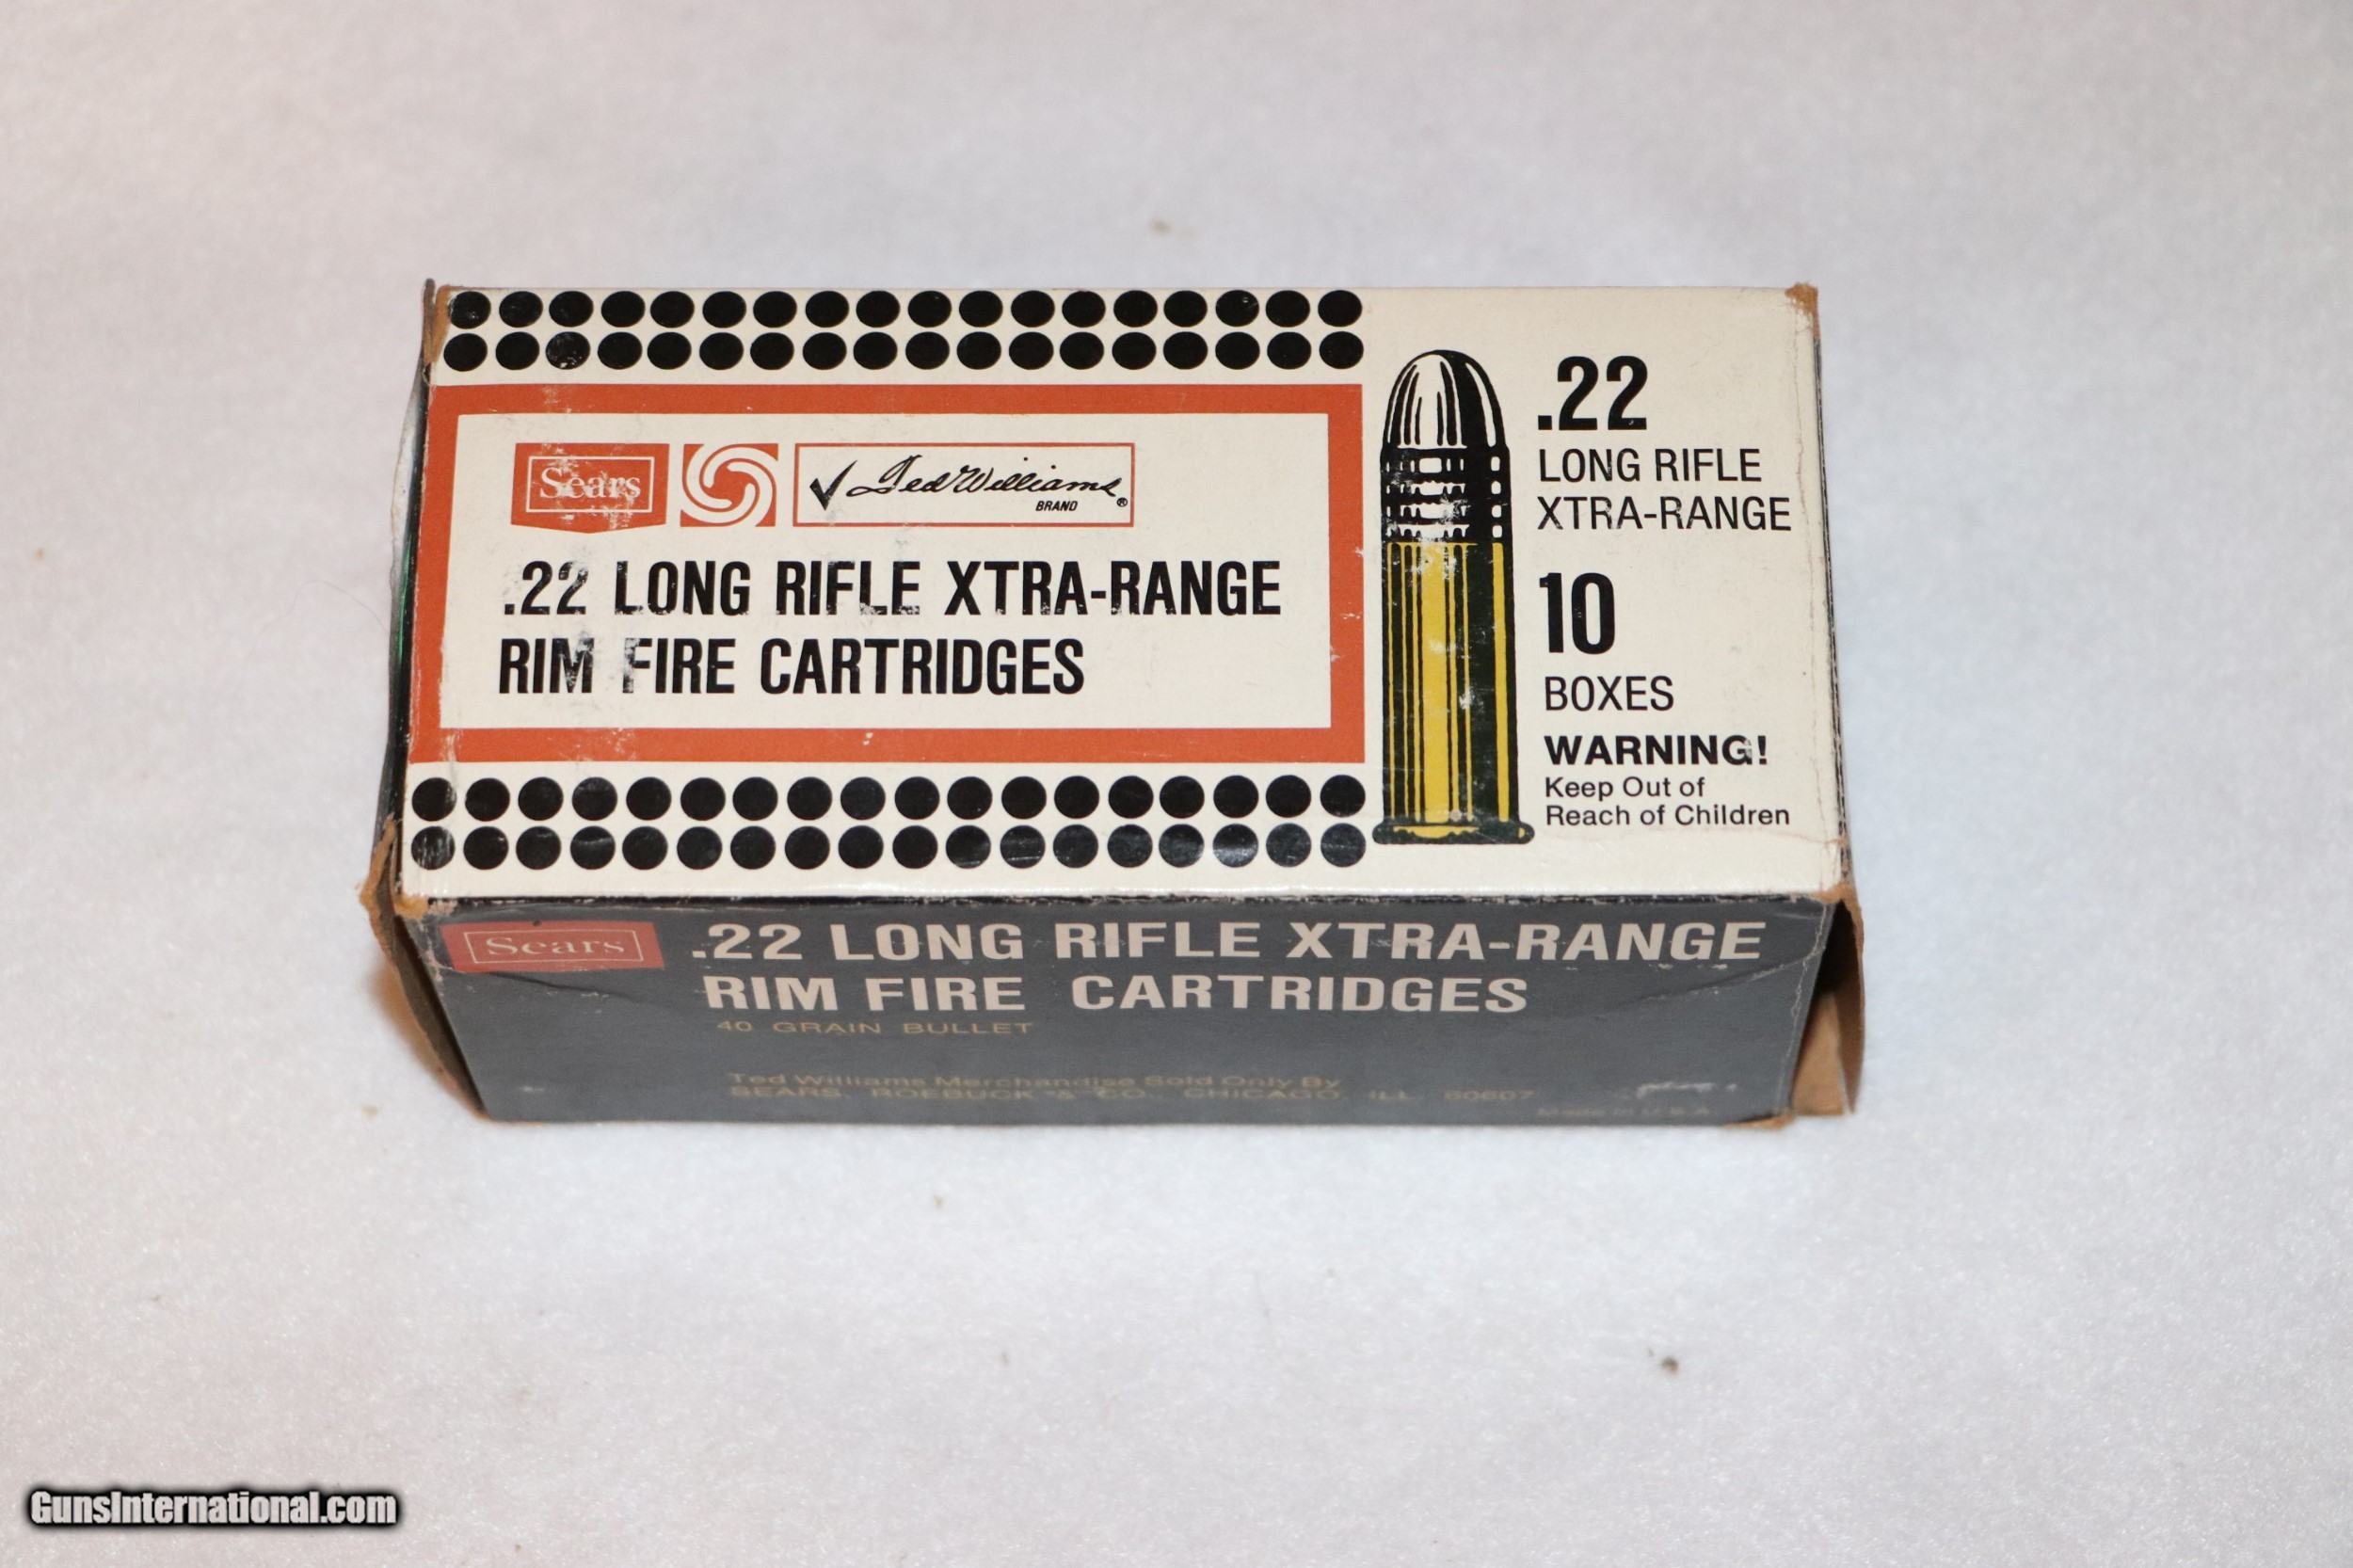 Sears
✓ Ted Williams
BRAND ®
.22 LONG RIFLE XTRA-RANGE
RIM FIRE CARTRIDGES
.22
LONG RIFLE
XTRA-RANGE
10
BOXES
WARNING!
Keep Out of
Reach of Children
Sears
.22 LONG RIFLE XTRA-RANGE
RIM FIRE CARTRIDGES
40 GRAIN BULLET
Ted Williams Merchandise Sold Only By
SEARS, ROEBUCK & CO., CHICAGO, ILL. 60607
Made in U.S.A.
GunsInternational.com